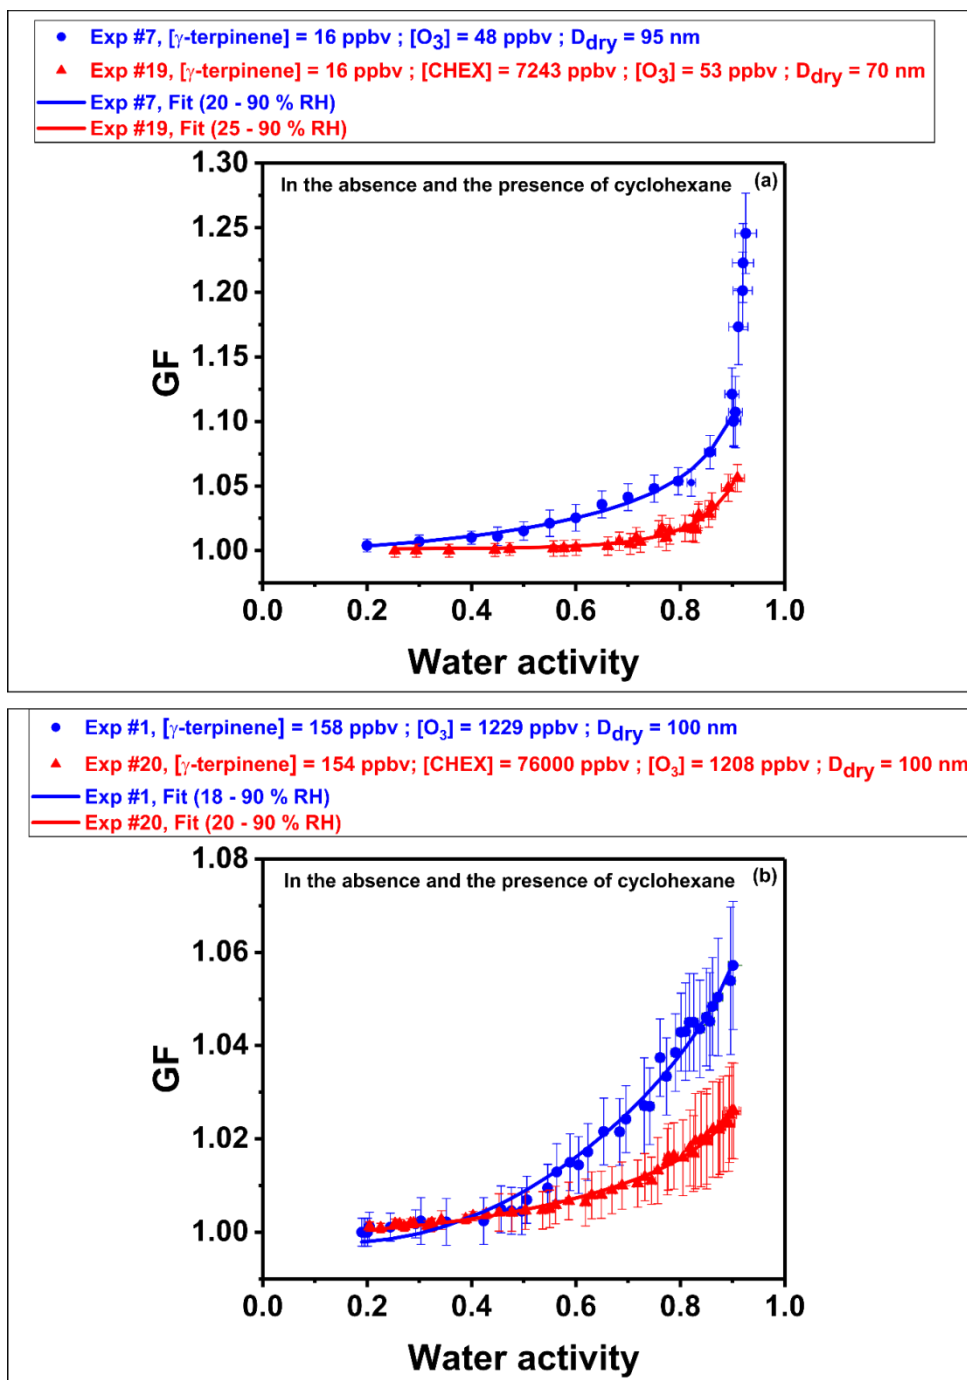 Exp #7, [γ-terpinene] = 16 ppbv ; [O3] = 48 ppbv ; Ddry = 95 nm
Exp #19, [γ-terpinene] = 16 ppbv ; [CHEX] = 7243 ppbv ; [O3] = 53 ppbv ; Ddry = 70 nm
Exp #7, Fit (20 - 90 % RH)
Exp #19, Fit (25 - 90 % RH)
In the absence and the presence of cyclohexane (a)
1.30
1.25
1.20
1.15
1.10
1.05
1.00
GF
0.0 0.2 0.4 0.6 0.8 1.0
Water activity
Exp #1, [γ-terpinene] = 158 ppbv ; [O3] = 1229 ppbv ; Ddry = 100 nm
Exp #20, [γ-terpinene] = 154 ppbv; [CHEX] = 76000 ppbv ; [O3] = 1208 ppbv ; Ddry = 100 nm
Exp #1, Fit (18 - 90 % RH)
Exp #20, Fit (20 - 90 % RH)
In the absence and the presence of cyclohexane (b)
1.08
1.06
1.04
1.02
1.00
GF
0.0 0.2 0.4 0.6 0.8 1.0
Water activity